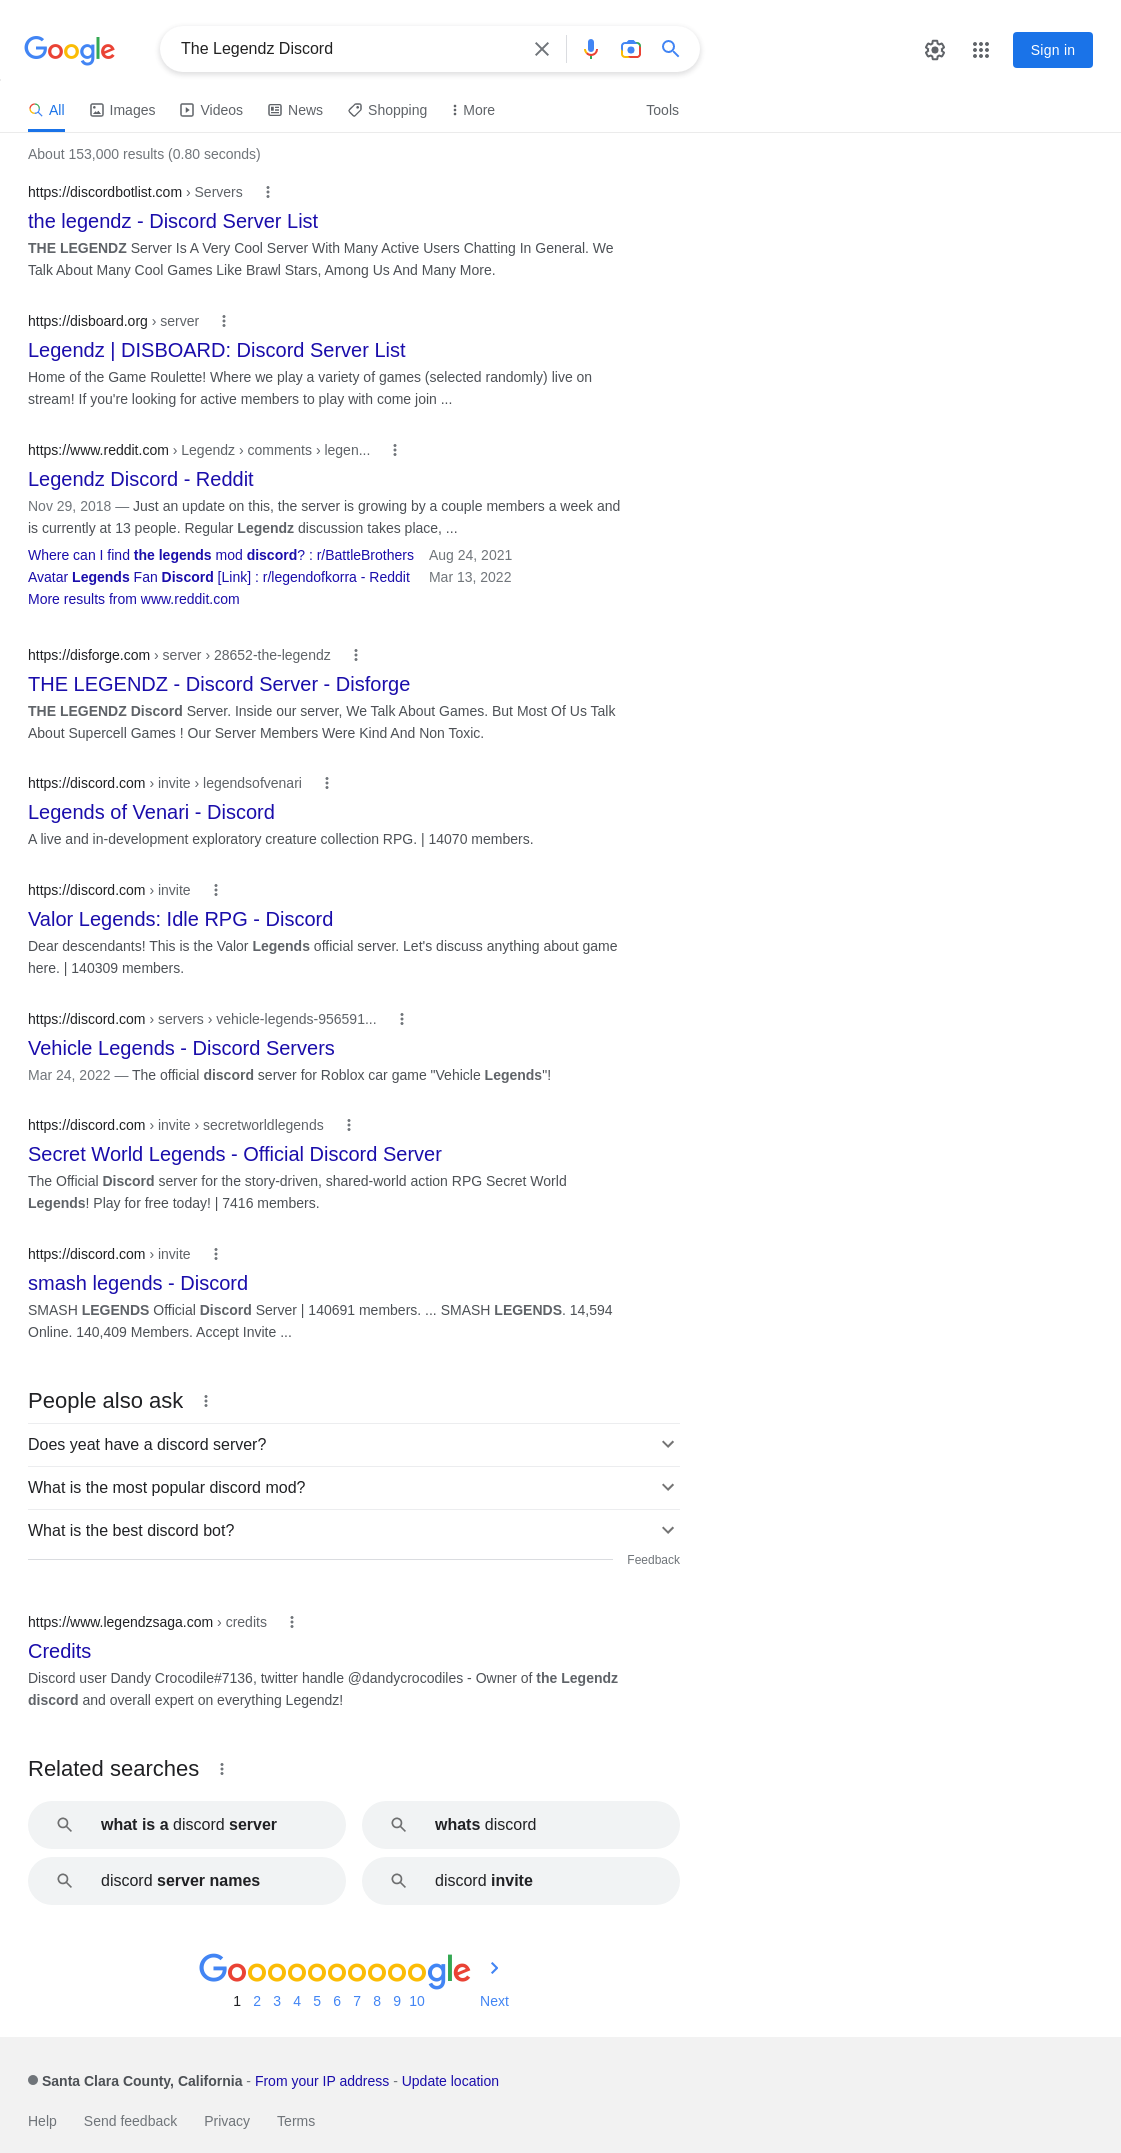 Google
The Legendz Discord
Sign in
All
Images
Videos
News
Shopping
More
Tools
About 153,000 results (0.80 seconds)
https://discordbotlist.com › Servers
the legendz - Discord Server List
THE LEGENDZ Server Is A Very Cool Server With Many Active Users Chatting In General. We
Talk About Many Cool Games Like Brawl Stars, Among Us And Many More.
https://disboard.org › server
Legendz | DISBOARD: Discord Server List
Home of the Game Roulette! Where we play a variety of games (selected randomly) live on
stream! If you're looking for active members to play with come join ...
https://www.reddit.com › Legendz › comments › legen...
Legendz Discord - Reddit
Nov 29, 2018 — Just an update on this, the server is growing by a couple members a week and
is currently at 13 people. Regular Legendz discussion takes place, ...
Where can I find the legends mod discord? : r/BattleBrothers Aug 24, 2021
Avatar Legends Fan Discord [Link] : r/legendofkorra - Reddit Mar 13, 2022
More results from www.reddit.com
https://disforge.com › server › 28652-the-legendz
THE LEGENDZ - Discord Server - Disforge
THE LEGENDZ Discord Server. Inside our server, We Talk About Games. But Most Of Us Talk
About Supercell Games ! Our Server Members Were Kind And Non Toxic.
https://discord.com › invite › legendsofvenari
Legends of Venari - Discord
A live and in-development exploratory creature collection RPG. | 14070 members.
https://discord.com › invite
Valor Legends: Idle RPG - Discord
Dear descendants! This is the Valor Legends official server. Let's discuss anything about game
here. | 140309 members.
https://discord.com › servers › vehicle-legends-956591...
Vehicle Legends - Discord Servers
Mar 24, 2022 — The official discord server for Roblox car game "Vehicle Legends"!
https://discord.com › invite › secretworldlegends
Secret World Legends - Official Discord Server
The Official Discord server for the story-driven, shared-world action RPG Secret World
Legends! Play for free today! | 7416 members.
https://discord.com › invite
smash legends - Discord
SMASH LEGENDS Official Discord Server | 140691 members. ... SMASH LEGENDS. 14,594
Online. 140,409 Members. Accept Invite ...
People also ask
Does yeat have a discord server?
What is the most popular discord mod?
What is the best discord bot?
Feedback
https://www.legendzsaga.com › credits
Credits
Discord user Dandy Crocodile#7136, twitter handle @dandycrocodiles - Owner of the Legendz
discord and overall expert on everything Legendz!
Related searches
what is a discord server
whats discord
discord server names
discord invite
Goooooooooogle
1 2 3 4 5 6 7 8 9 10 Next
Santa Clara County, California - From your IP address - Update location
Help Send feedback Privacy Terms